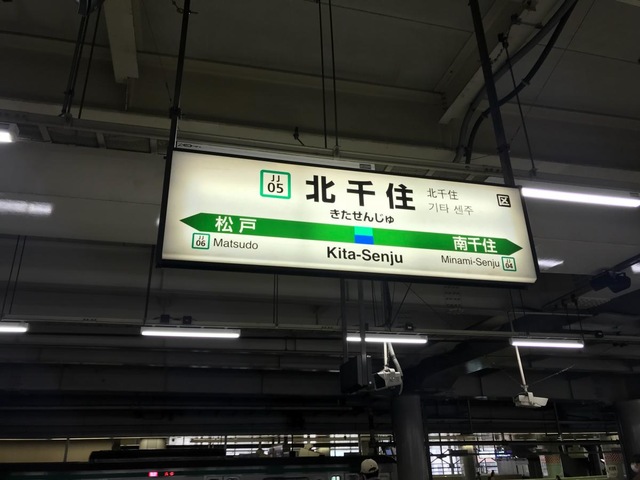 JJ
05
北千住
きたせんじゅ
北千住
기타 센주
区
松戸
JJ
06
Matsudo
Kita-Senju
南千住
Minami-Senju
JJ
04